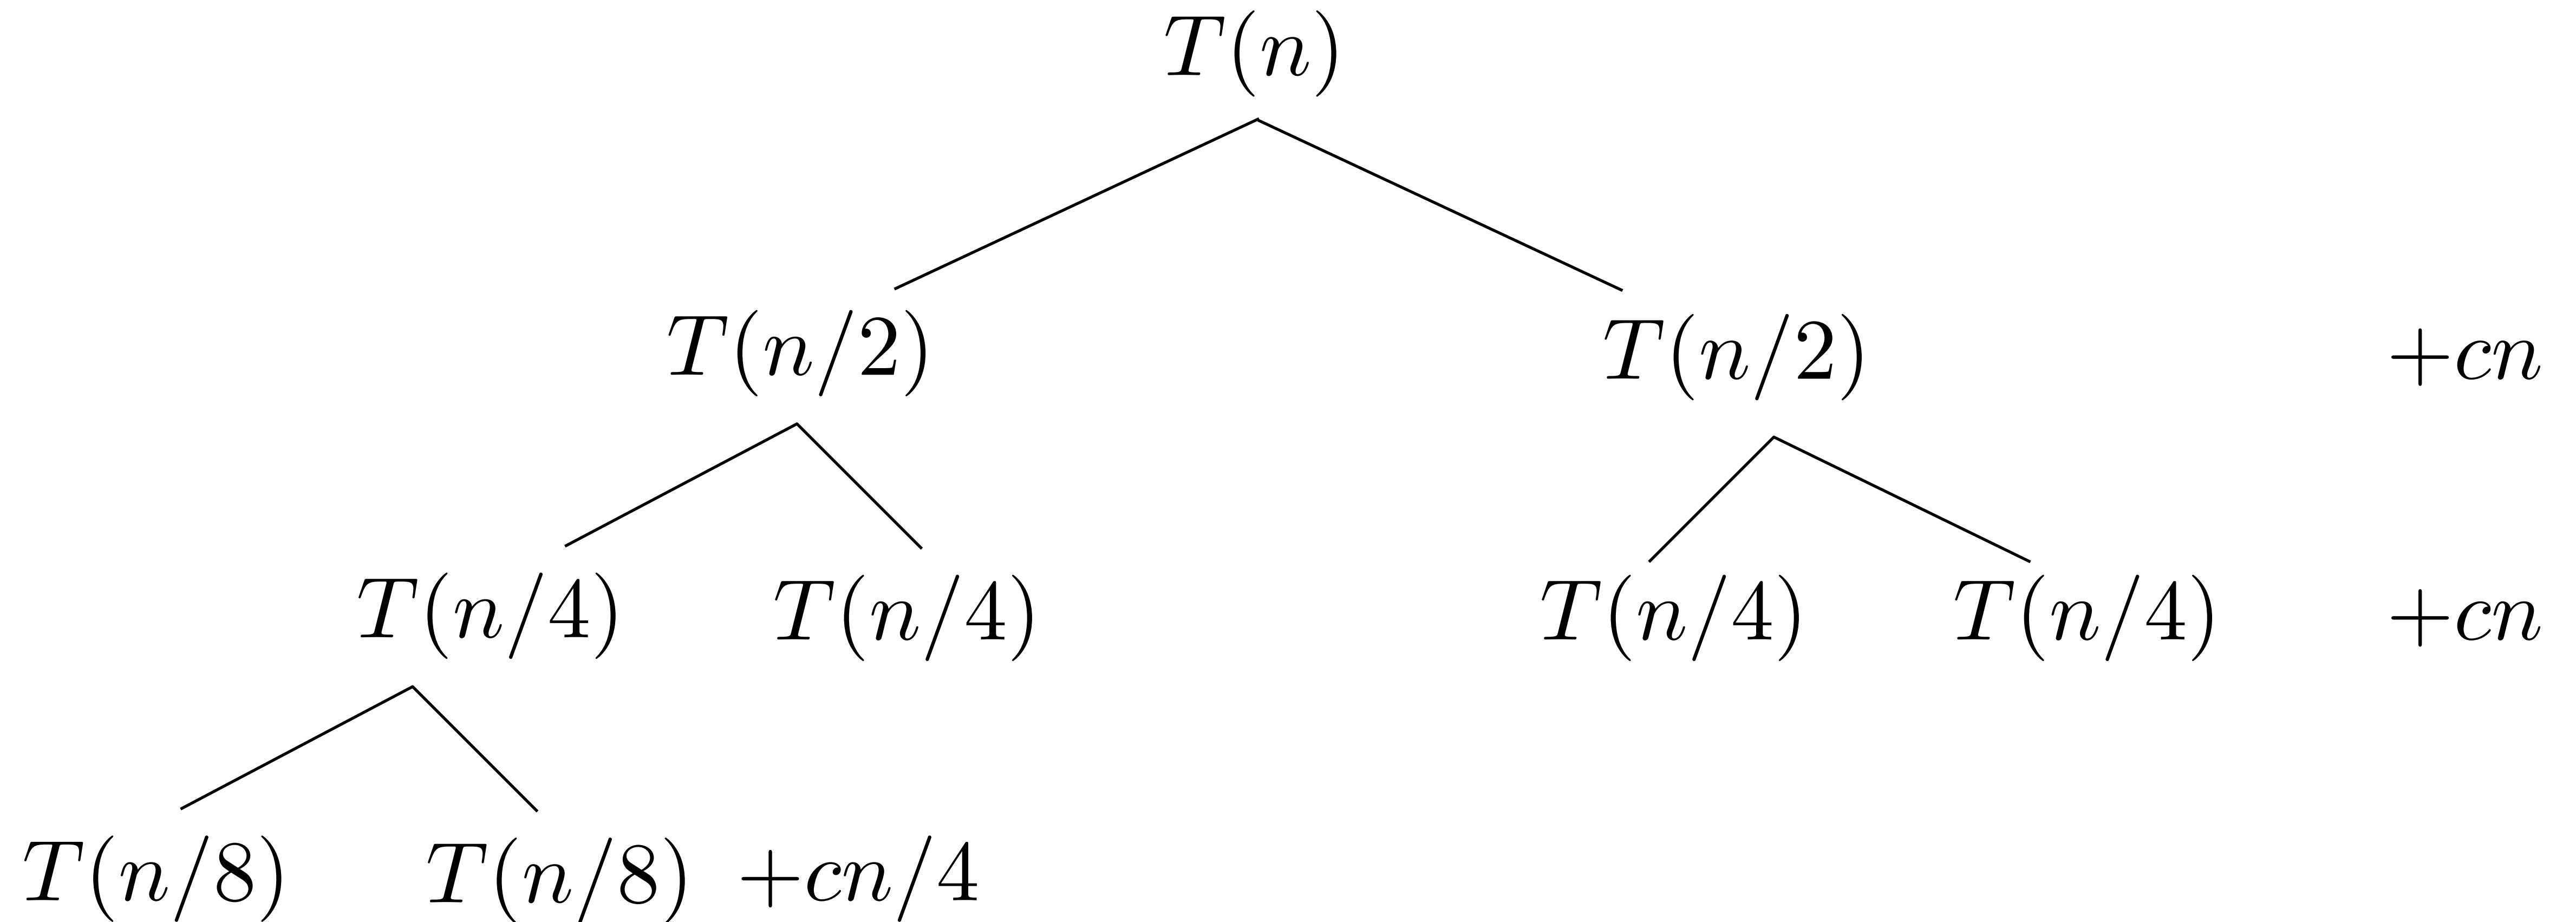 T(n)
T(n/2) T(n/2) +cn
T(n/4) T(n/4) T(n/4) T(n/4) +cn
T(n/8) T(n/8) +cn/4